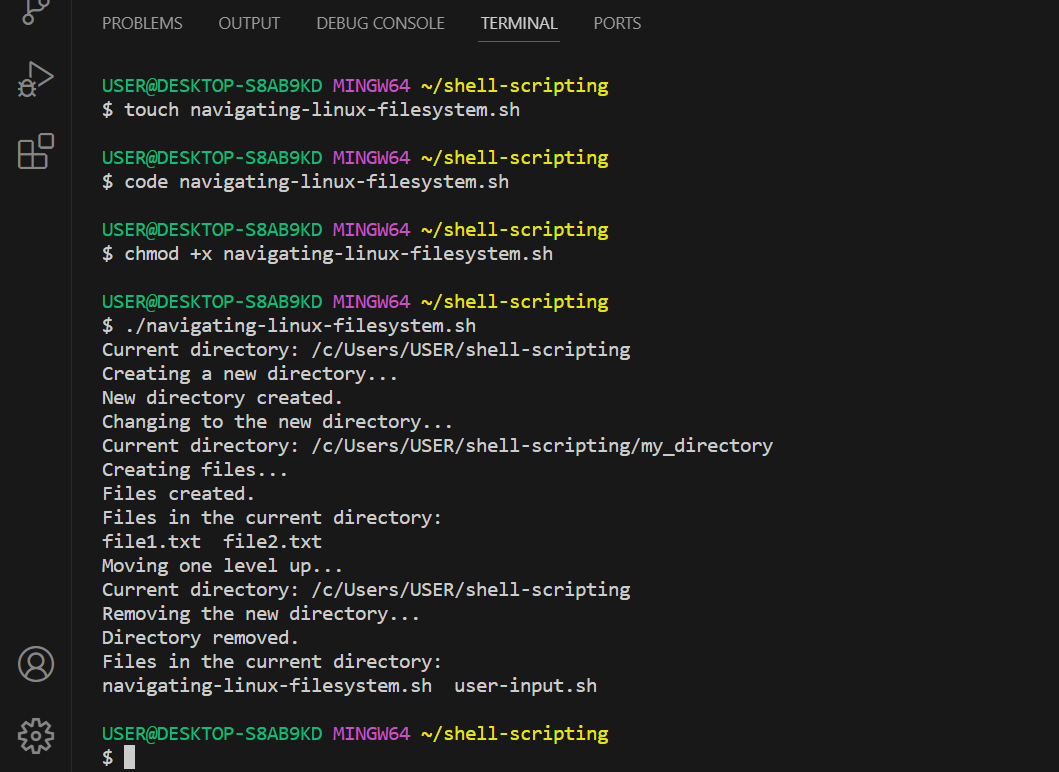 PROBLEMS OUTPUT DEBUG CONSOLE TERMINAL PORTS
USER@DESKTOP-S8AB9KD MINGW64 ~/shell-scripting
$ touch navigating-linux-filesystem.sh
USER@DESKTOP-S8AB9KD MINGW64 ~/shell-scripting
$ code navigating-linux-filesystem.sh
USER@DESKTOP-S8AB9KD MINGW64 ~/shell-scripting
$ chmod +x navigating-linux-filesystem.sh
USER@DESKTOP-S8AB9KD MINGW64 ~/shell-scripting
$ ./navigating-linux-filesystem.sh
Current directory: /c/Users/USER/shell-scripting
Creating a new directory...
New directory created.
Changing to the new directory...
Current directory: /c/Users/USER/shell-scripting/my_directory
Creating files...
Files created.
Files in the current directory:
file1.txt  file2.txt
Moving one level up...
Current directory: /c/Users/USER/shell-scripting
Removing the new directory...
Directory removed.
Files in the current directory:
navigating-linux-filesystem.sh  user-input.sh
USER@DESKTOP-S8AB9KD MINGW64 ~/shell-scripting
$